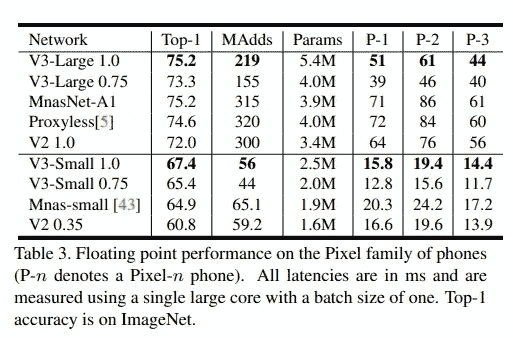 Network Top-1 MAdds Params P-1 P-2 P-3
V3-Large 1.0 75.2 219 5.4M 51 61 44
V3-Large 0.75 73.3 155 4.0M 39 46 40
MnasNet-A1 75.2 315 3.9M 71 86 61
Proxyless[5] 74.6 320 4.0M 72 84 60
V2 1.0 72.0 300 3.4M 64 76 56
V3-Small 1.0 67.4 56 2.5M 15.8 19.4 14.4
V3-Small 0.75 65.4 44 2.0M 12.8 15.6 11.7
Mnas-small [43] 64.9 65.1 1.9M 20.3 24.2 17.2
V2 0.35 60.8 59.2 1.6M 16.6 19.6 13.9
Table 3. Floating point performance on the Pixel family of phones
(P-n denotes a Pixel-n phone). All latencies are in ms and are
measured using a single large core with a batch size of one. Top-1
accuracy is on ImageNet.